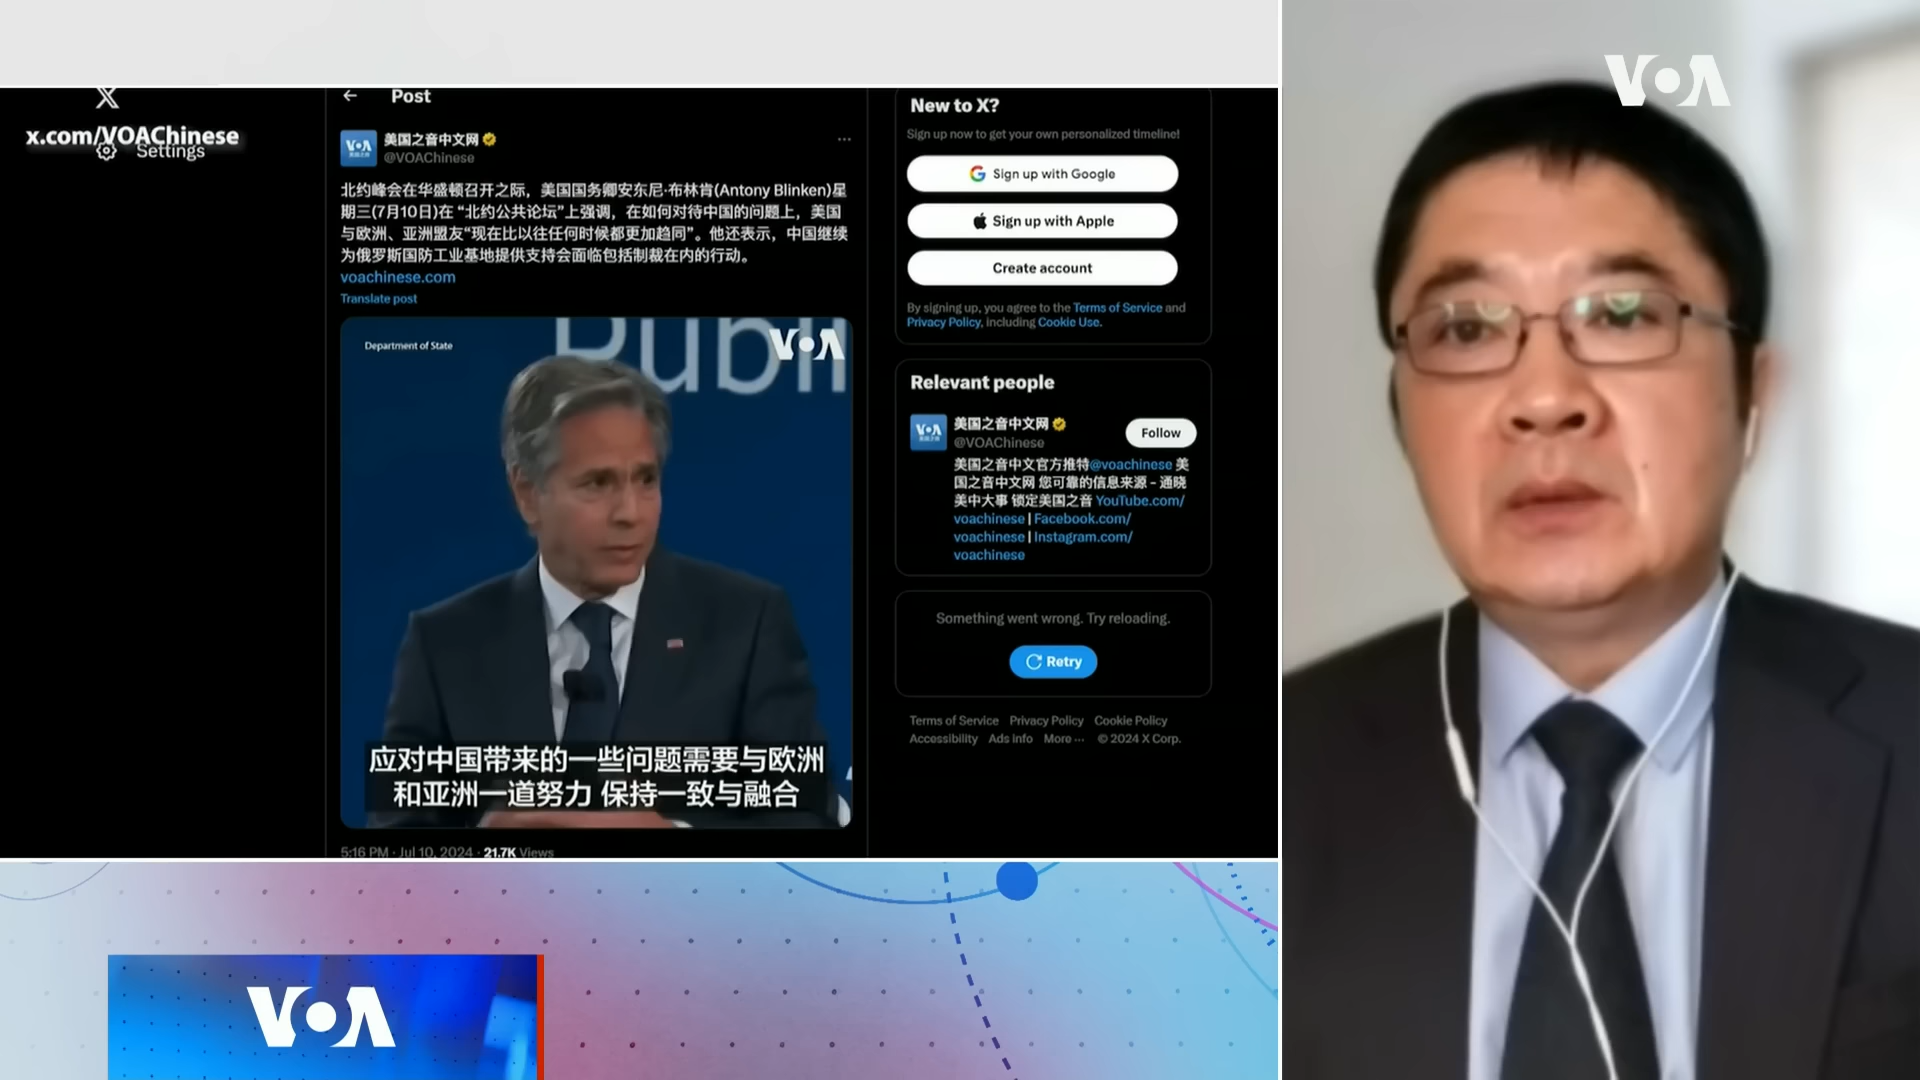 x.com/VOAChinese
Settings
Post
VOA
美国之音中文网
@VOAChinese
北约峰会在华盛顿召开之际，美国国务卿安东尼·布林肯(Antony Blinken)星
期三(7月10日)在 “北约公共论坛”上强调，在如何对待中国的问题上，美国
与欧洲、亚洲盟友“现在比以往任何时候都更加趋同”。他还表示，中国继续
为俄罗斯国防工业基地提供支持会面临包括制裁在内的行动。
voachinese.com
Translate post
Department of State
Publi
VOA
应对中国带来的一些问题需要与欧洲
和亚洲一道努力 保持一致与融合
5:16 PM · Jul 10, 2024 · 21.7K Views
New to X?
Sign up now to get your own personalized timeline!
Sign up with Google
Sign up with Apple
Create account
By signing up, you agree to the Terms of Service and
Privacy Policy, including Cookie Use.
Relevant people
VOA
美国之音中文网
@VOAChinese
Follow
美国之音中文官方推特@voachinese 美
国之音中文网 您可靠的信息来源 – 通晓
美中大事 锁定美国之音 YouTube.com/
voachinese | Facebook.com/
voachinese | Instagram.com/
voachinese
Something went wrong. Try reloading.
Retry
Terms of Service Privacy Policy Cookie Policy
Accessibility Ads info More ··· © 2024 X Corp.
VOA
VOA